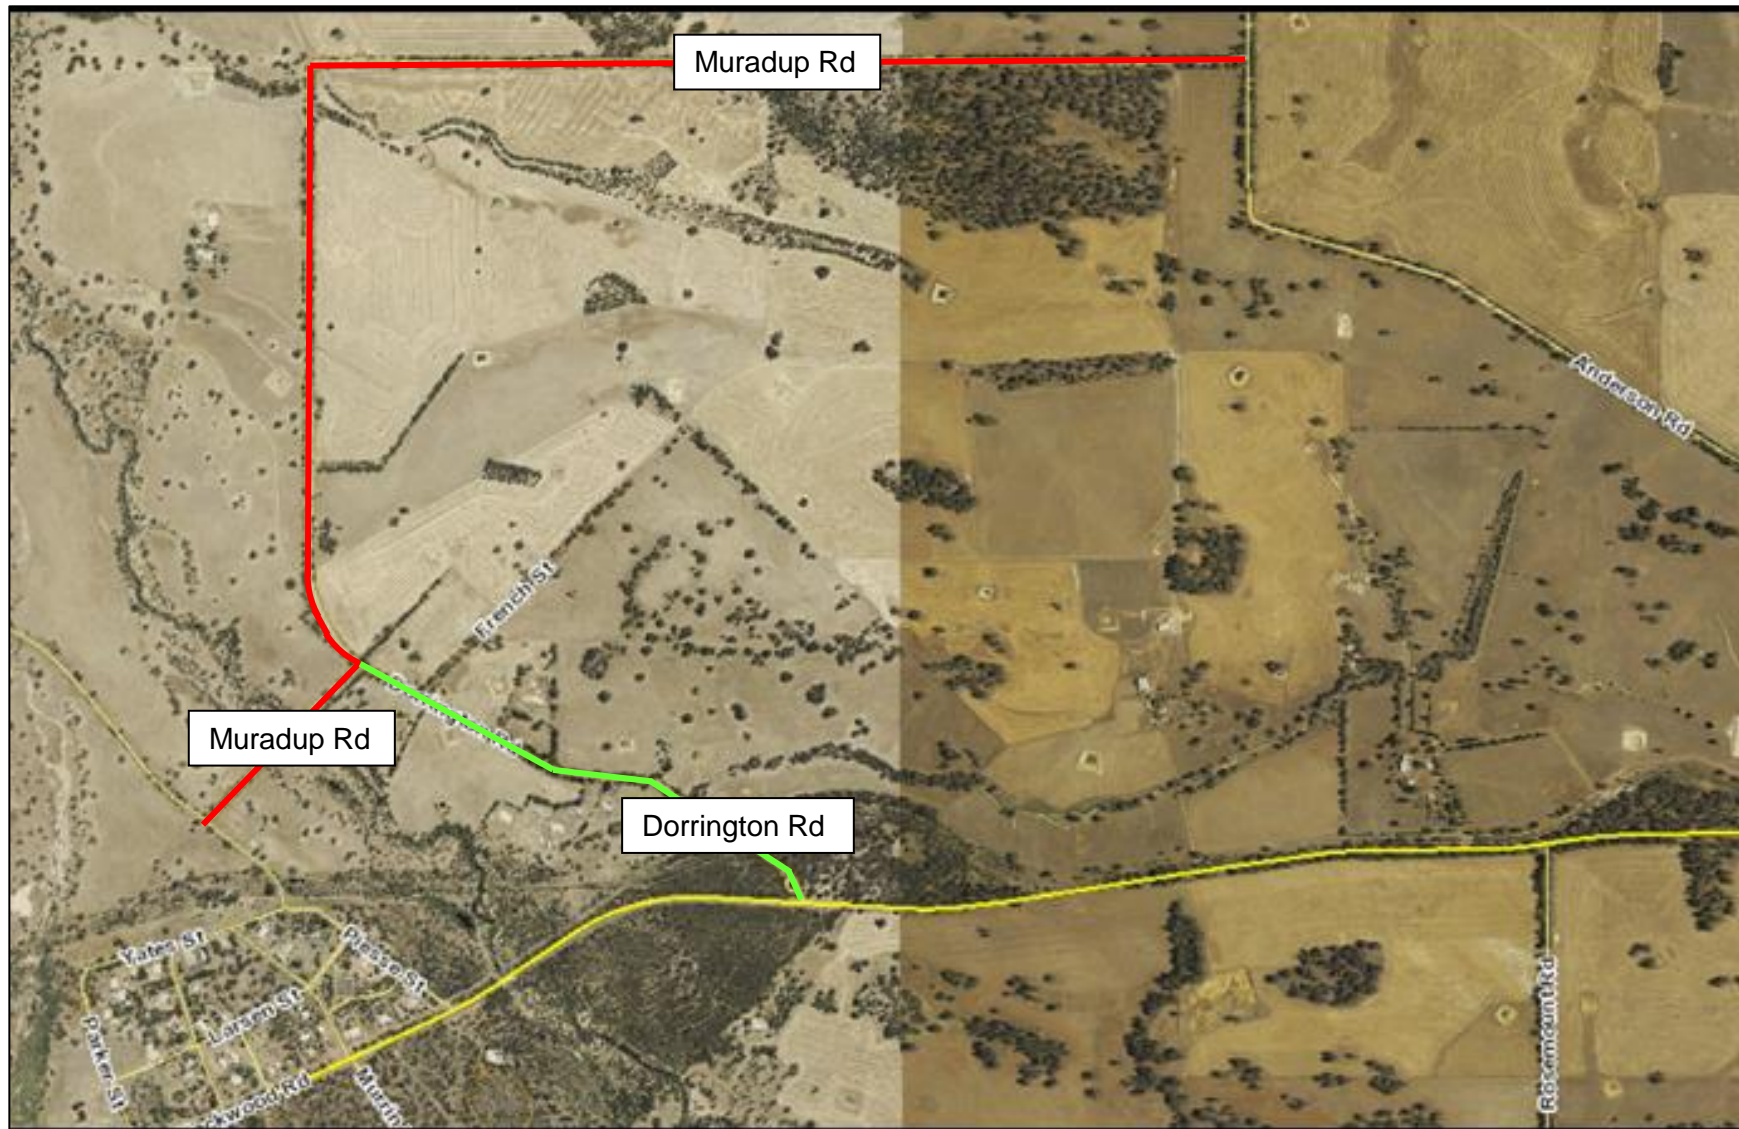 Muradup Rd
Anderson Rd
French St
Muradup Rd
Dorrington Rd
Yates St
Piesse St
Larsen St
Parker St
Rosemount Rd